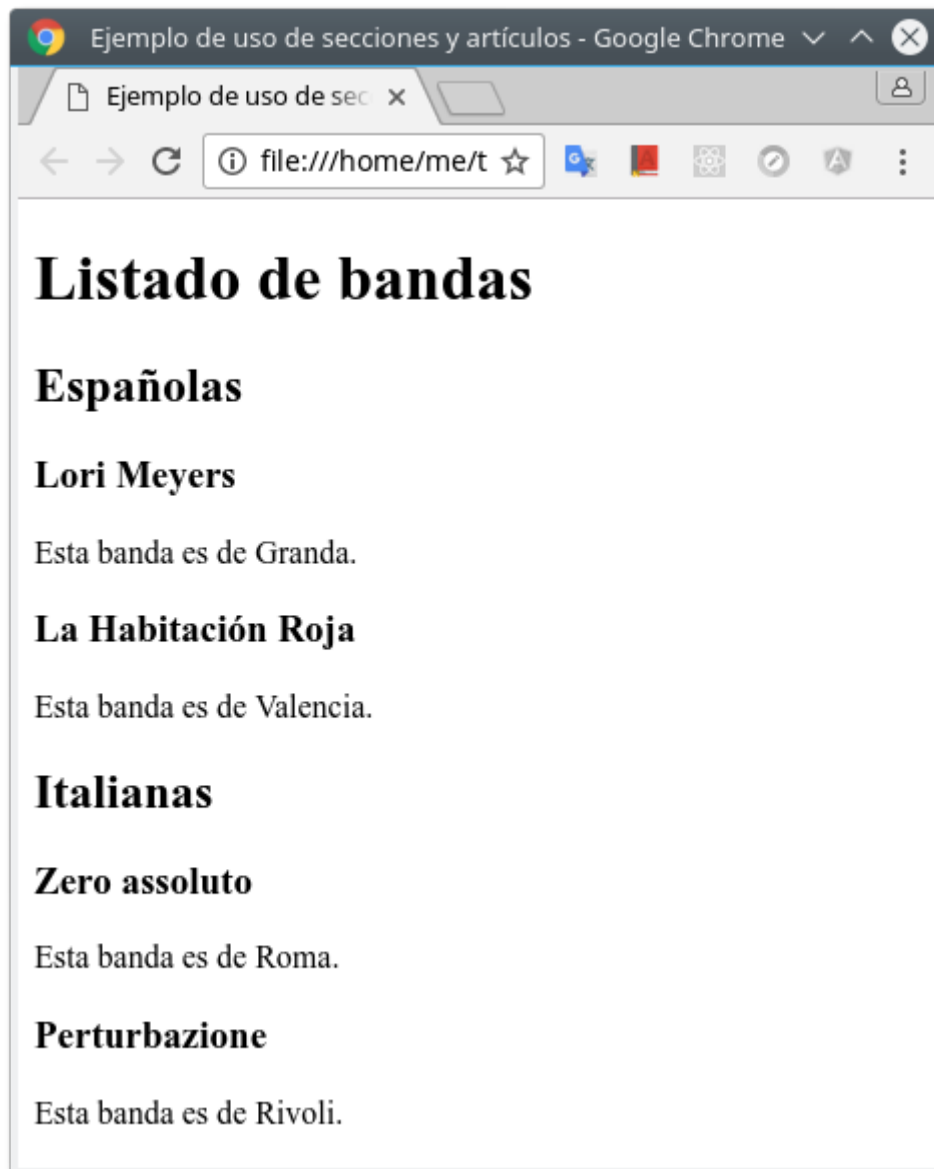 Ejemplo de uso de secciones y artículos - Google Chrome
Ejemplo de uso de sec
file:///home/me/t
Listado de bandas
Españolas
Lori Meyers
Esta banda es de Granda.
La Habitación Roja
Esta banda es de Valencia.
Italianas
Zero assoluto
Esta banda es de Roma.
Perturbazione
Esta banda es de Rivoli.